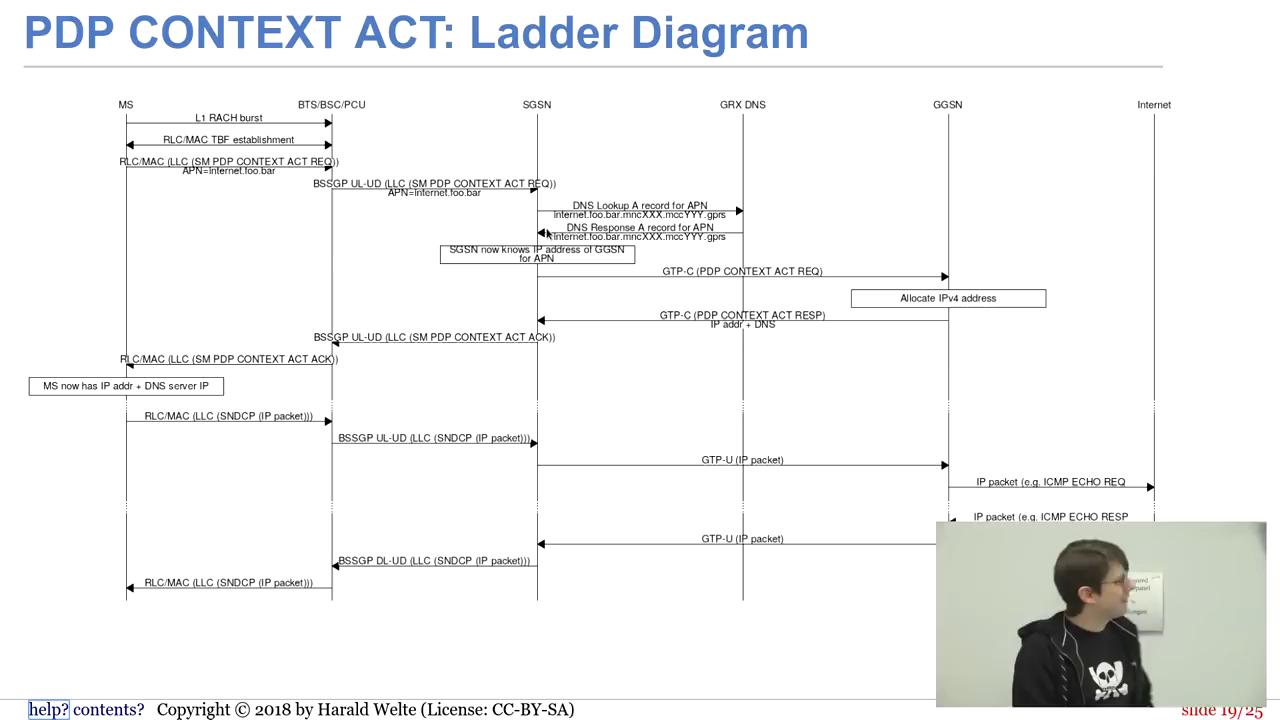 PDP CONTEXT ACT: Ladder Diagram
MS
BTS/BSC/PCU
SGSN
GRX DNS
GGSN
Internet
L1 RACH burst
RLC/MAC TBF establishment
RLC/MAC (LLC (SM PDP CONTEXT ACT REQ))
APN=internet.foo.bar
BSSGP UL-UD (LLC (SM PDP CONTEXT ACT REQ))
APN=internet.foo.bar
DNS Lookup A record for APN
internet.foo.bar.mncXXX.mccYYY.gprs
DNS Response A record for APN
internet.foo.bar.mncXXX.mccYYY.gprs
SGSN now knows IP address of GGSN
for APN
GTP-C (PDP CONTEXT ACT REQ)
Allocate IPv4 address
GTP-C (PDP CONTEXT ACT RESP)
IP addr + DNS
BSSGP UL-UD (LLC (SM PDP CONTEXT ACT ACK))
RLC/MAC (LLC (SM PDP CONTEXT ACT ACK))
MS now has IP addr + DNS server IP
RLC/MAC (LLC (SNDCP (IP packet)))
BSSGP UL-UD (LLC (SNDCP (IP packet)))
GTP-U (IP packet)
IP packet (e.g. ICMP ECHO REQ
IP packet (e.g. ICMP ECHO RESP
GTP-U (IP packet)
BSSGP DL-UD (LLC (SNDCP (IP packet)))
RLC/MAC (LLC (SNDCP (IP packet)))
help? contents? Copyright © 2018 by Harald Welte (License: CC-BY-SA)
slide 19/25